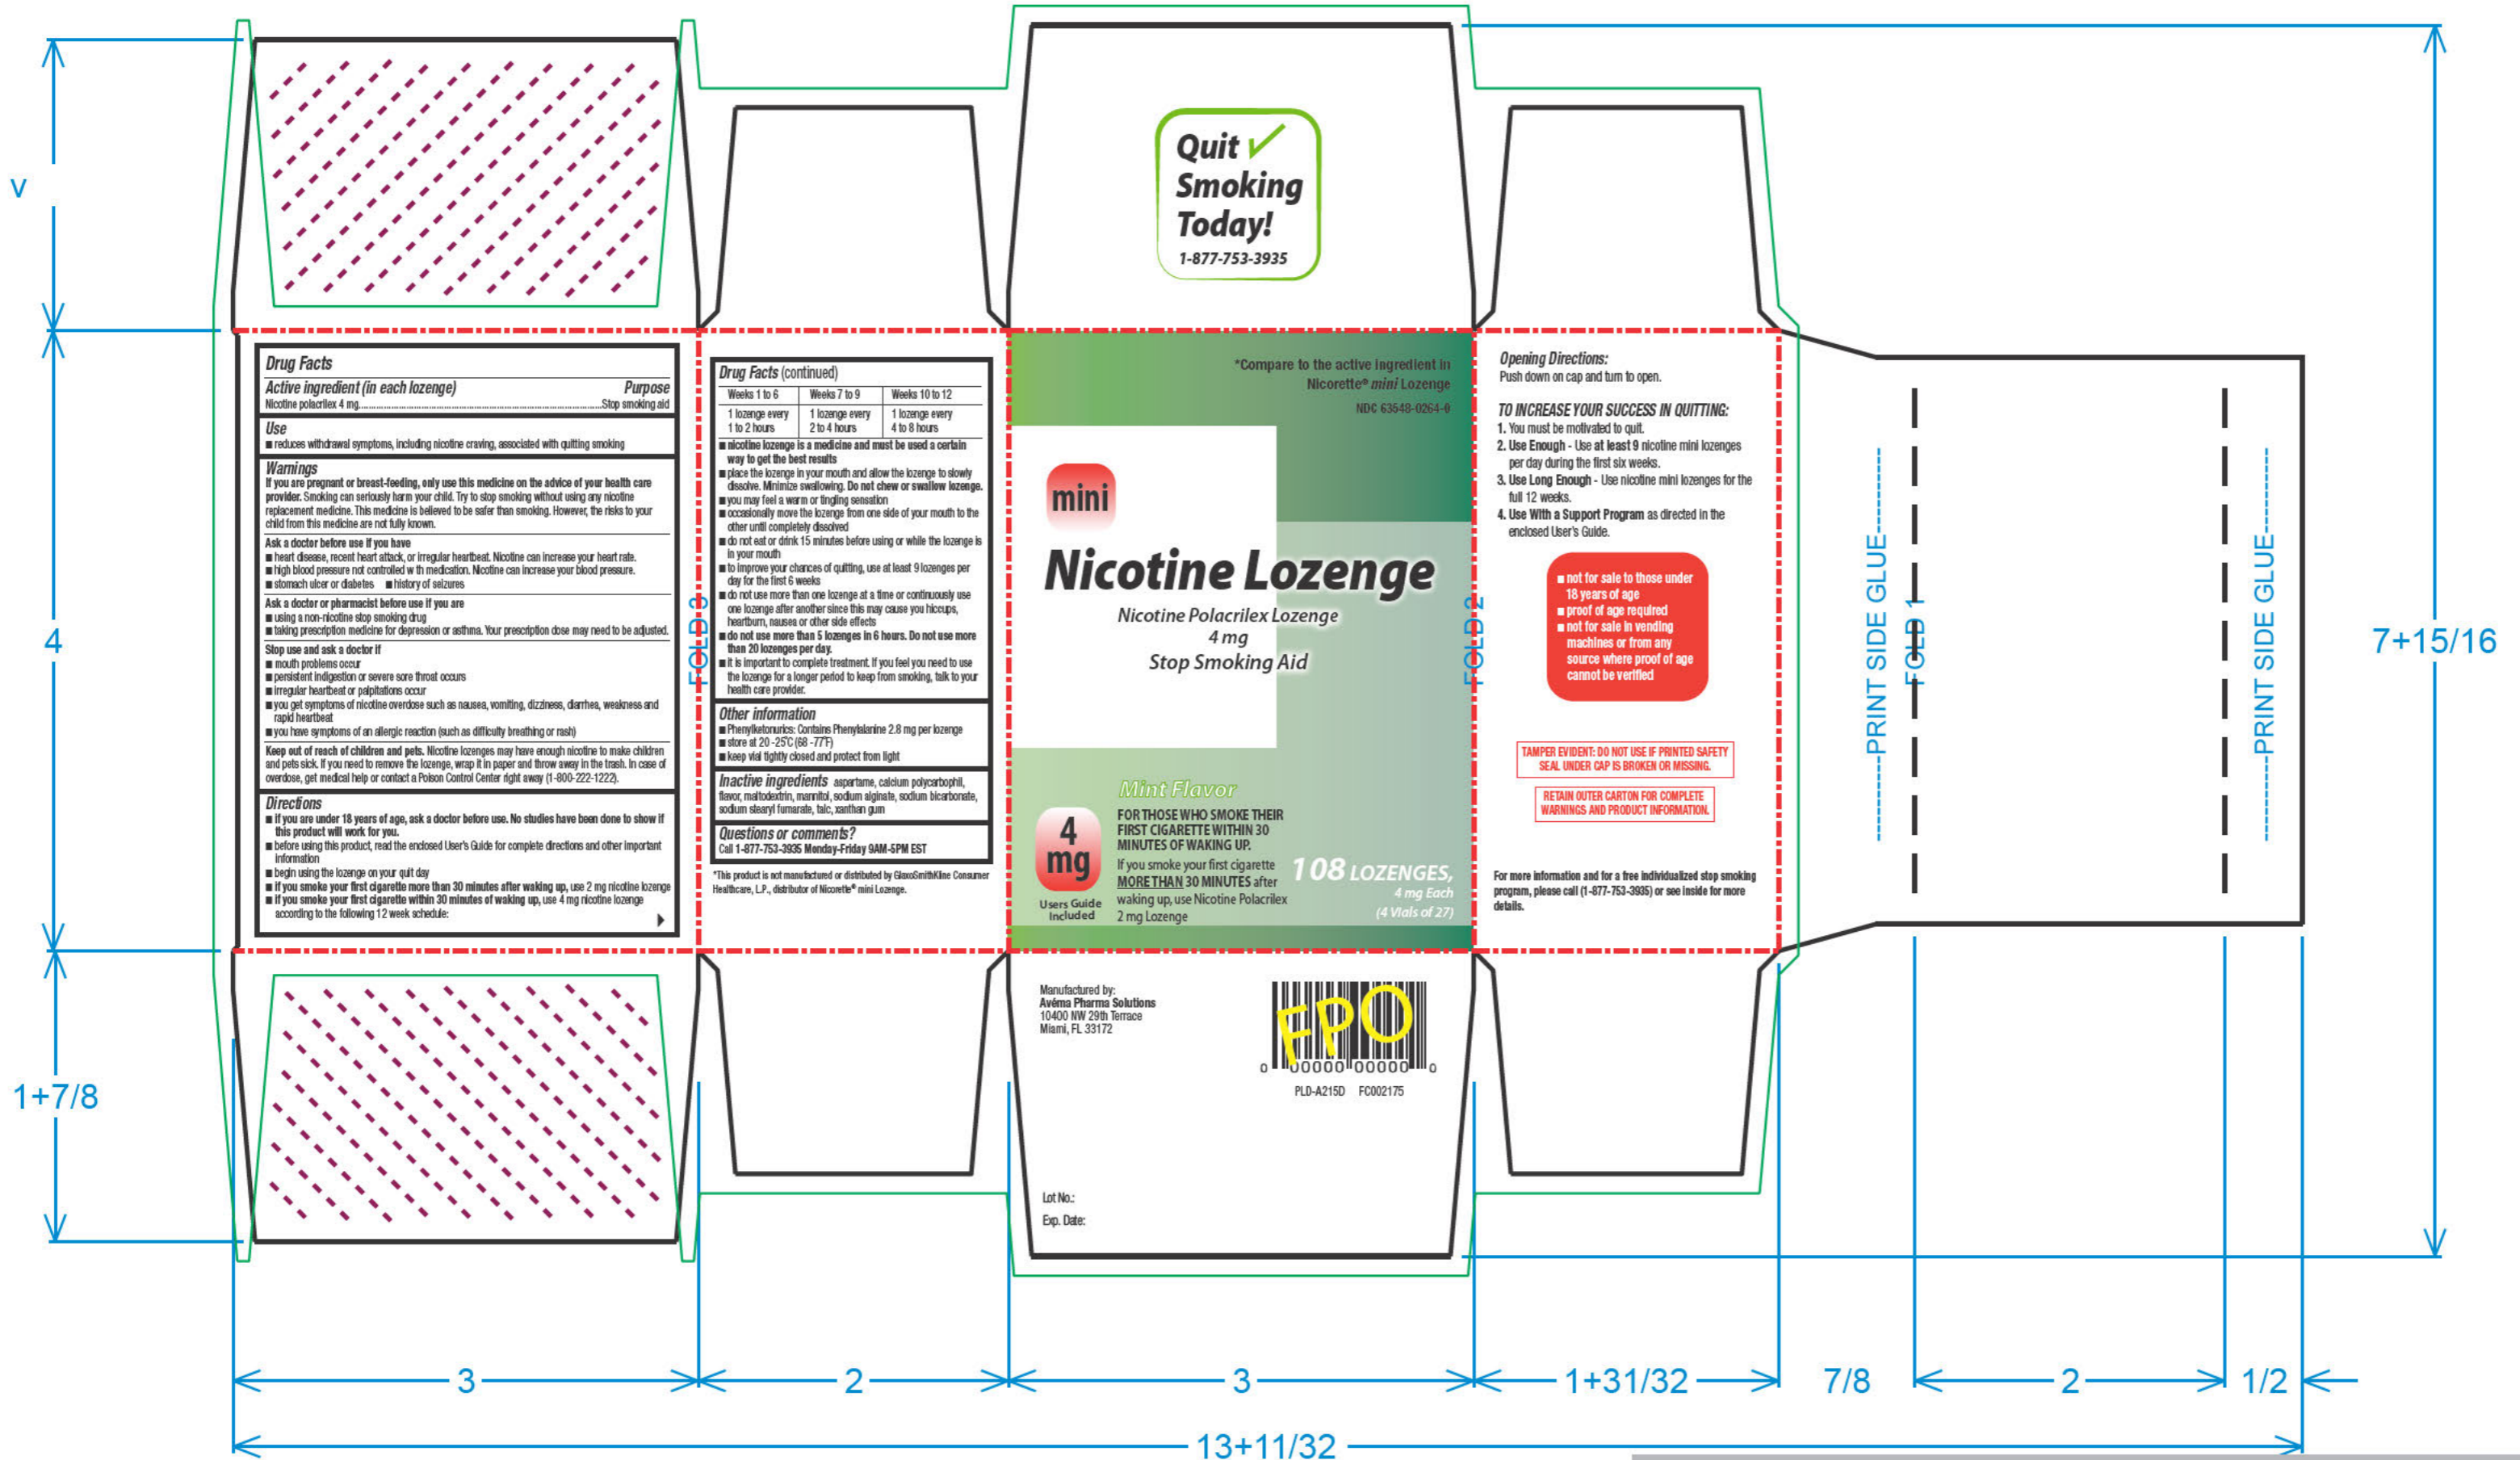 Quit
Smoking
Today!
1-877-753-3935
v
4
1+7/8
Drug Facts
Active ingredient (in each lozenge) Purpose
Nicotine polacrilex 4 mg....Stop smoking aid
Use
■ reduces withdrawal symptoms, including nicotine craving, associated with quitting smoking
Warnings
If you are pregnant or breast-feeding, only use this medicine on the advice of your health care
provider. Smoking can seriously harm your child. Try to stop smoking without using any nicotine
replacement medicine. This medicine is believed to be safer than smoking. However, the risks to your
child from this medicine are not fully known.
Ask a doctor before use if you have
■ heart disease, recent heart attack, or irregular heartbeat. Nicotine can increase your heart rate.
■ high blood pressure not controlled w th medication. Nicotine can increase your blood pressure.
■ stomach ulcer or diabetes ■ history of seizures
Ask a doctor or pharmacist before use if you are
■ using a non-nicotine stop smoking drug
■ taking prescription medicine for depression or asthma. Your prescription dose may need to be adjusted.
Stop use and ask a doctor if
■ mouth problems occur
■ persistent indigestion or severe sore throat occurs
■ irregular heartbeat or palpitations occur
■ you get symptoms of nicotine overdose such as nausea, vomiting, dizziness, diarrhea, weakness and
rapid heartbeat
■ you have symptoms of an allergic reaction (such as difficulty breathing or rash)
Keep out of reach of children and pets. Nicotine lozenges may have enough nicotine to make children
and pets sick. If you need to remove the lozenge, wrap it in paper and throw away in the trash. In case of
overdose, get medical help or contact a Poison Control Center right away (1-800-222-1222).
Directions
■ if you are under 18 years of age, ask a doctor before use. No studies have been done to show if
this product will work for you.
■ before using this product, read the enclosed User's Guide for complete directions and other important
information
■ begin using the lozenge on your quit day
■ if you smoke your first cigarette more than 30 minutes after waking up, use 2 mg nicotine lozenge
■ if you smoke your first cigarette within 30 minutes of waking up, use 4 mg nicotine lozenge
according to the following 12 week schedule:
FOLD 3
Drug Facts (continued)
Weeks 1 to 6 Weeks 7 to 9 Weeks 10 to 12
1 lozenge every 1 lozenge every 1 lozenge every
1 to 2 hours 2 to 4 hours 4 to 8 hours
■ nicotine lozenge is a medicine and must be used a certain
way to get the best results
■ place the lozenge in your mouth and allow the lozenge to slowly
dissolve. Minimize swallowing. Do not chew or swallow lozenge.
■ you may feel a warm or tingling sensation
■ occasionally move the lozenge from one side of your mouth to the
other until completely dissolved
■ do not eat or drink 15 minutes before using or while the lozenge is
in your mouth
■ to improve your chances of quitting, use at least 9 lozenges per
day for the first 6 weeks
■ do not use more than one lozenge at a time or continuously use
one lozenge after another since this may cause you hiccups,
heartburn, nausea or other side effects
■ do not use more than 5 lozenges in 6 hours. Do not use more
than 20 lozenges per day.
■ it is important to complete treatment. If you feel you need to use
the lozenge for a longer period to keep from smoking, talk to your
health care provider.
Other information
■ Phenylketonurics: Contains Phenylalanine 2.8 mg per lozenge
■ store at 20 -25˚C (68 -77˚F)
■ keep vial tightly closed and protect from light
Inactive ingredients aspartame, calcium polycarbophil,
flavor, maltodextrin, mannitol, sodium alginate, sodium bicarbonate,
sodium stearyl fumarate, talc, xanthan gum
Questions or comments?
Call 1-877-753-3935 Monday-Friday 9AM-5PM EST
*This product is not manufactured or distributed by GlaxoSmithKline Consumer
Healthcare, L.P., distributor of Nicorette® mini Lozenge.
*Compare to the active ingredient in
Nicorette® mini Lozenge
NDC 63548-0264-0
mini
Nicotine Lozenge
Nicotine Polacrilex Lozenge
4 mg
Stop Smoking Aid
Mint Flavor
4
mg
Users Guide
Included
FOR THOSE WHO SMOKE THEIR
FIRST CIGARETTE WITHIN 30
MINUTES OF WAKING UP.
If you smoke your first cigarette
MORE THAN 30 MINUTES after
waking up, use Nicotine Polacrilex
2 mg Lozenge
108 LOZENGES,
4 mg Each
(4 Vials of 27)
FOLD 2
Opening Directions:
Push down on cap and turn to open.
TO INCREASE YOUR SUCCESS IN QUITTING:
1. You must be motivated to quit.
2. Use Enough - Use at least 9 nicotine mini lozenges
per day during the first six weeks.
3. Use Long Enough - Use nicotine mini lozenges for the
full 12 weeks.
4. Use With a Support Program as directed in the
enclosed User's Guide.
■ not for sale to those under
18 years of age
■ proof of age required
■ not for sale in vending
machines or from any
source where proof of age
cannot be verified
TAMPER EVIDENT: DO NOT USE IF PRINTED SAFETY
SEAL UNDER CAP IS BROKEN OR MISSING.
RETAIN OUTER CARTON FOR COMPLETE
WARNINGS AND PRODUCT INFORMATION.
For more information and for a free individualized stop smoking
program, please call (1-877-753-3935) or see inside for more
details.
PRINT SIDE GLUE
FOLD 1
PRINT SIDE GLUE
7+15/16
Manufactured by:
Avéma Pharma Solutions
10400 NW 29th Terrace
Miami, FL 33172
FPO
0 00000 00000 0
PLD-A215D FC002175
Lot No.:
Exp. Date:
3
2
3
1+31/32
7/8
2
1/2
13+11/32